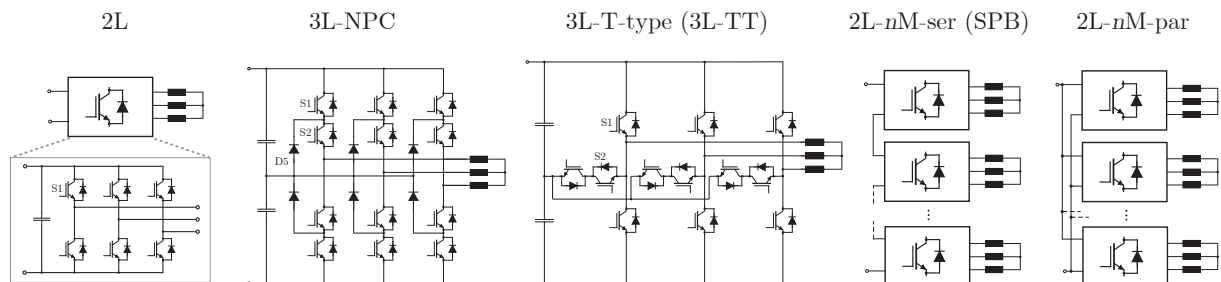 2L
3L-NPC
3L-T-type (3L-TT)
2L-nM-ser (SPB)
2L-nM-par
S1
S1
S2
D5
S1
S2